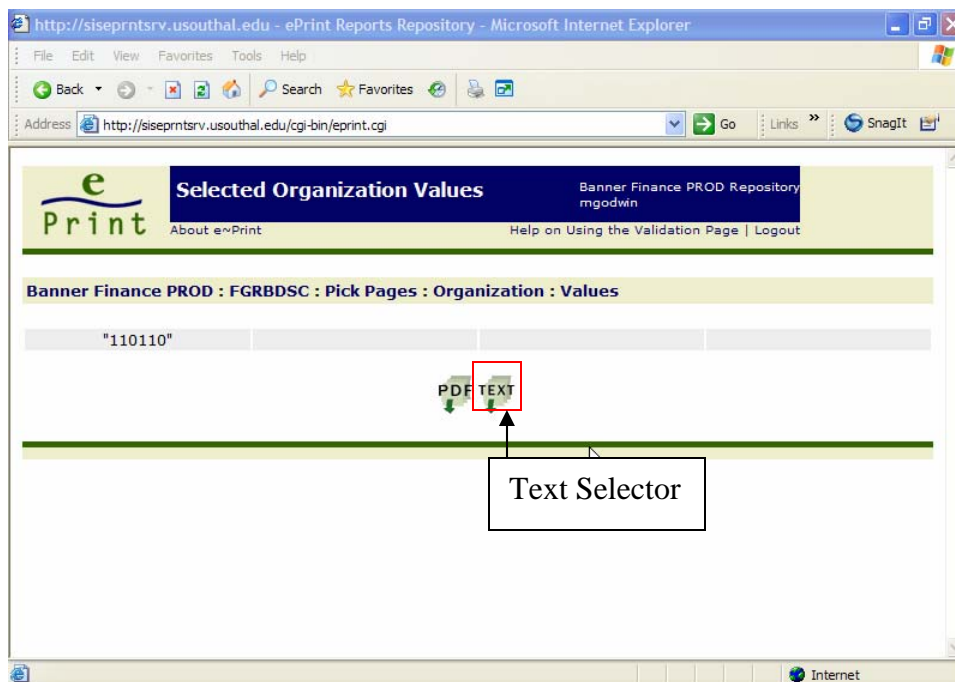 http://siseprntsrv.usouthal.edu - ePrint Reports Repository - Microsoft Internet Explorer
File Edit View Favorites Tools Help
Back Search Favorites
Address http://siseprntsrv.usouthal.edu/cgi-bin/eprint.cgi Go Links » SnagIt
e Print
Selected Organization Values
Banner Finance PROD Repository
mgodwin
About e~Print Help on Using the Validation Page | Logout
Banner Finance PROD : FGRBDSC : Pick Pages : Organization : Values
"110110"
PDF TEXT
Text Selector
Internet